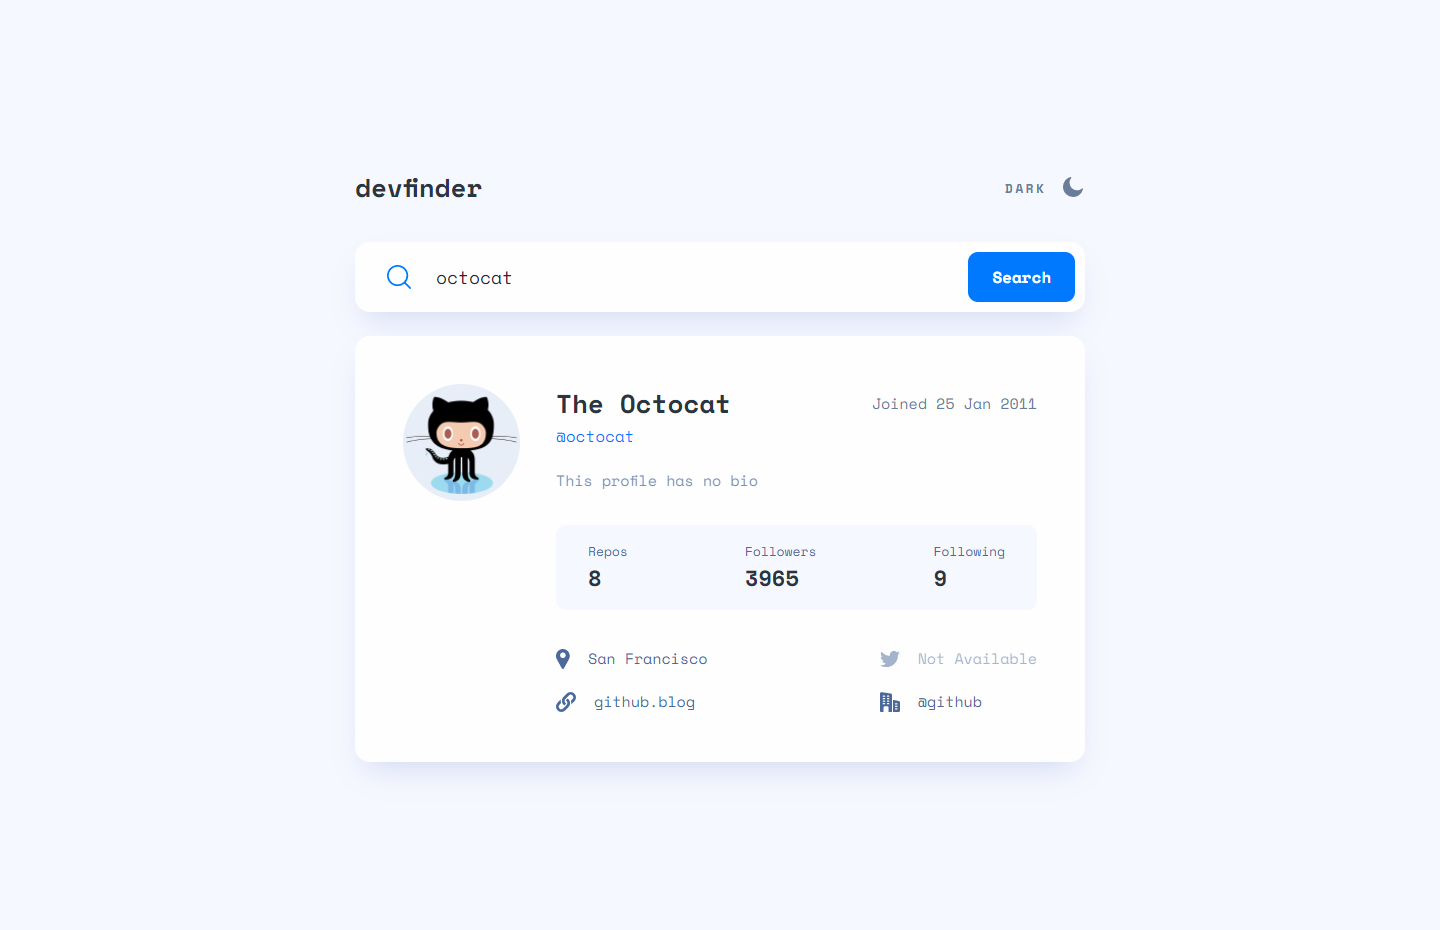 devfinder
DARK
octocat
Search
The Octocat
Joined 25 Jan 2011
@octocat
This profile has no bio
Repos
Followers
Following
8
3965
9
San Francisco
Not Available
github.blog
@github